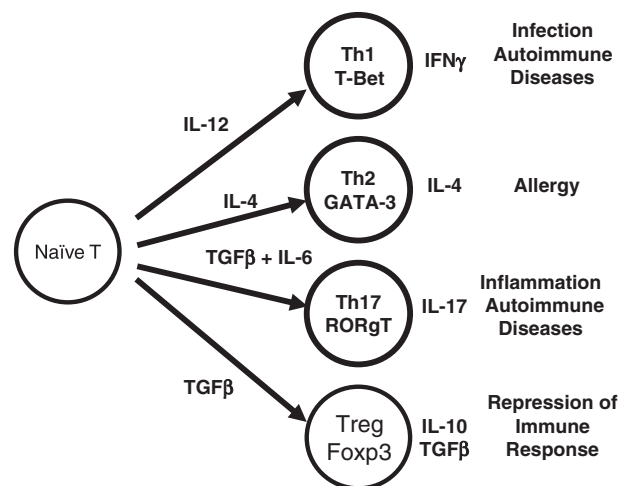 Naïve T
IL-12
IL-4
TGFβ + IL-6
TGFβ
Th1
T-Bet
IFNγ
Infection
Autoimmune
Diseases
Th2
GATA-3
IL-4
Allergy
Th17
RORgT
IL-17
Inflammation
Autoimmune
Diseases
Treg
Foxp3
IL-10
TGFβ
Repression of
Immune
Response